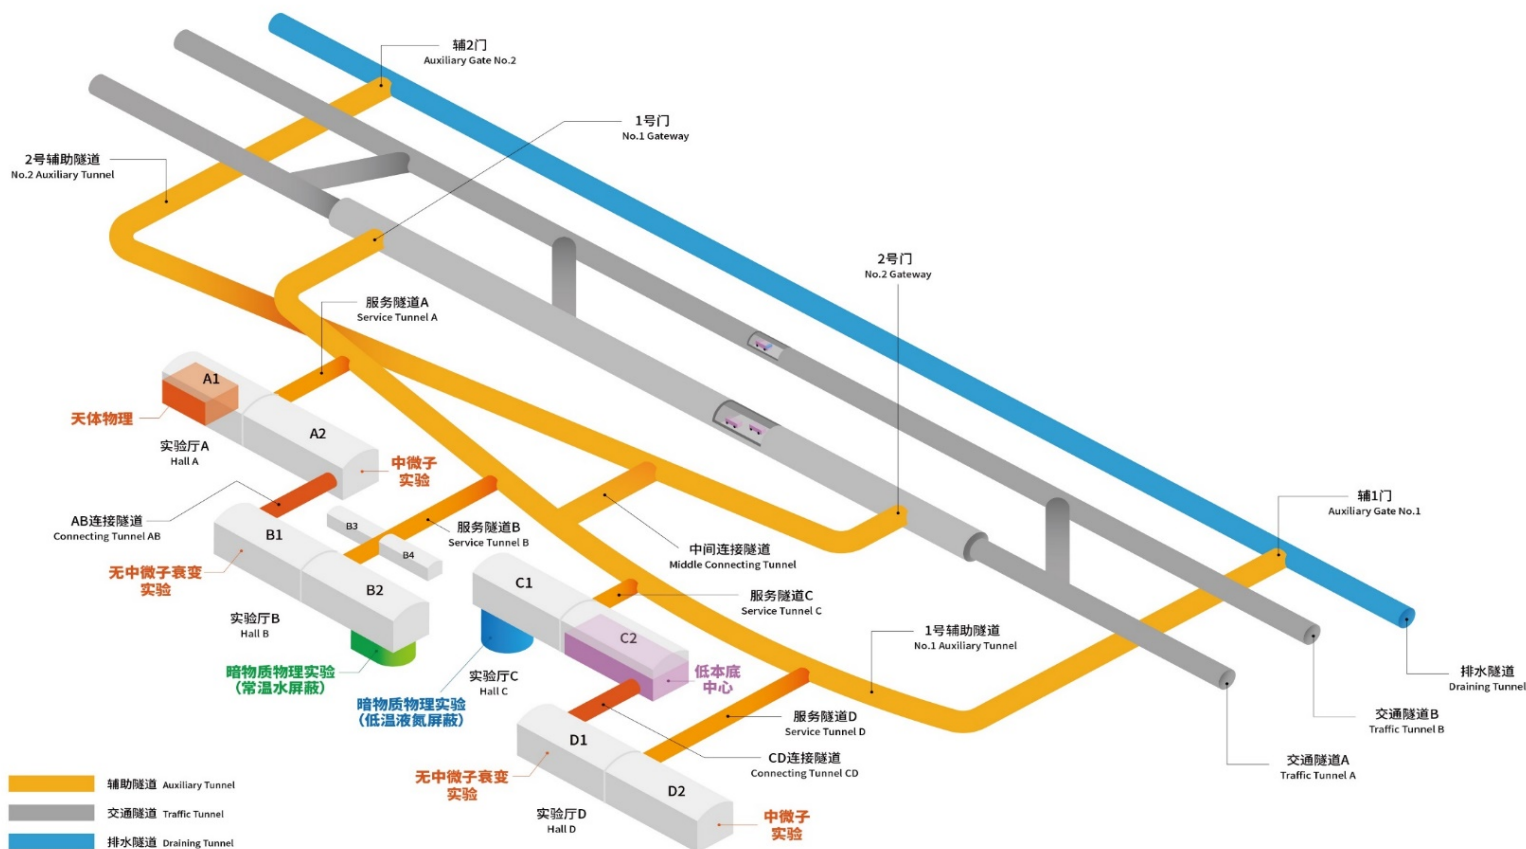 辅2门
Auxiliary Gate No.2
1号门
No.1 Gateway
2号辅助隧道
No.2 Auxiliary Tunnel
2号门
No.2 Gateway
服务隧道A
Service Tunnel A
A1
天体物理
A2
实验厅A
Hall A
中微子
实验
辅1门
Auxiliary Gate No.1
AB连接隧道
Connecting Tunnel AB
B1
B3
B4
服务隧道B
Service Tunnel B
中间连接隧道
Middle Connecting Tunnel
无中微子衰变
实验
B2
C1
服务隧道C
Service Tunnel C
实验厅B
Hall B
C2
1号辅助隧道
No.1 Auxiliary Tunnel
暗物质物理实验
（常温水屏蔽）
实验厅C
Hall C
低本底
中心
排水隧道
Draining Tunnel
暗物质物理实验
（低温液氮屏蔽）
服务隧道D
Service Tunnel D
交通隧道B
Traffic Tunnel B
D1
CD连接隧道
Connecting Tunnel CD
交通隧道A
Traffic Tunnel A
无中微子衰变
实验
D2
实验厅D
Hall D
中微子
实验
辅助隧道 Auxiliary Tunnel
交通隧道 Traffic Tunnel
排水隧道 Draining Tunnel